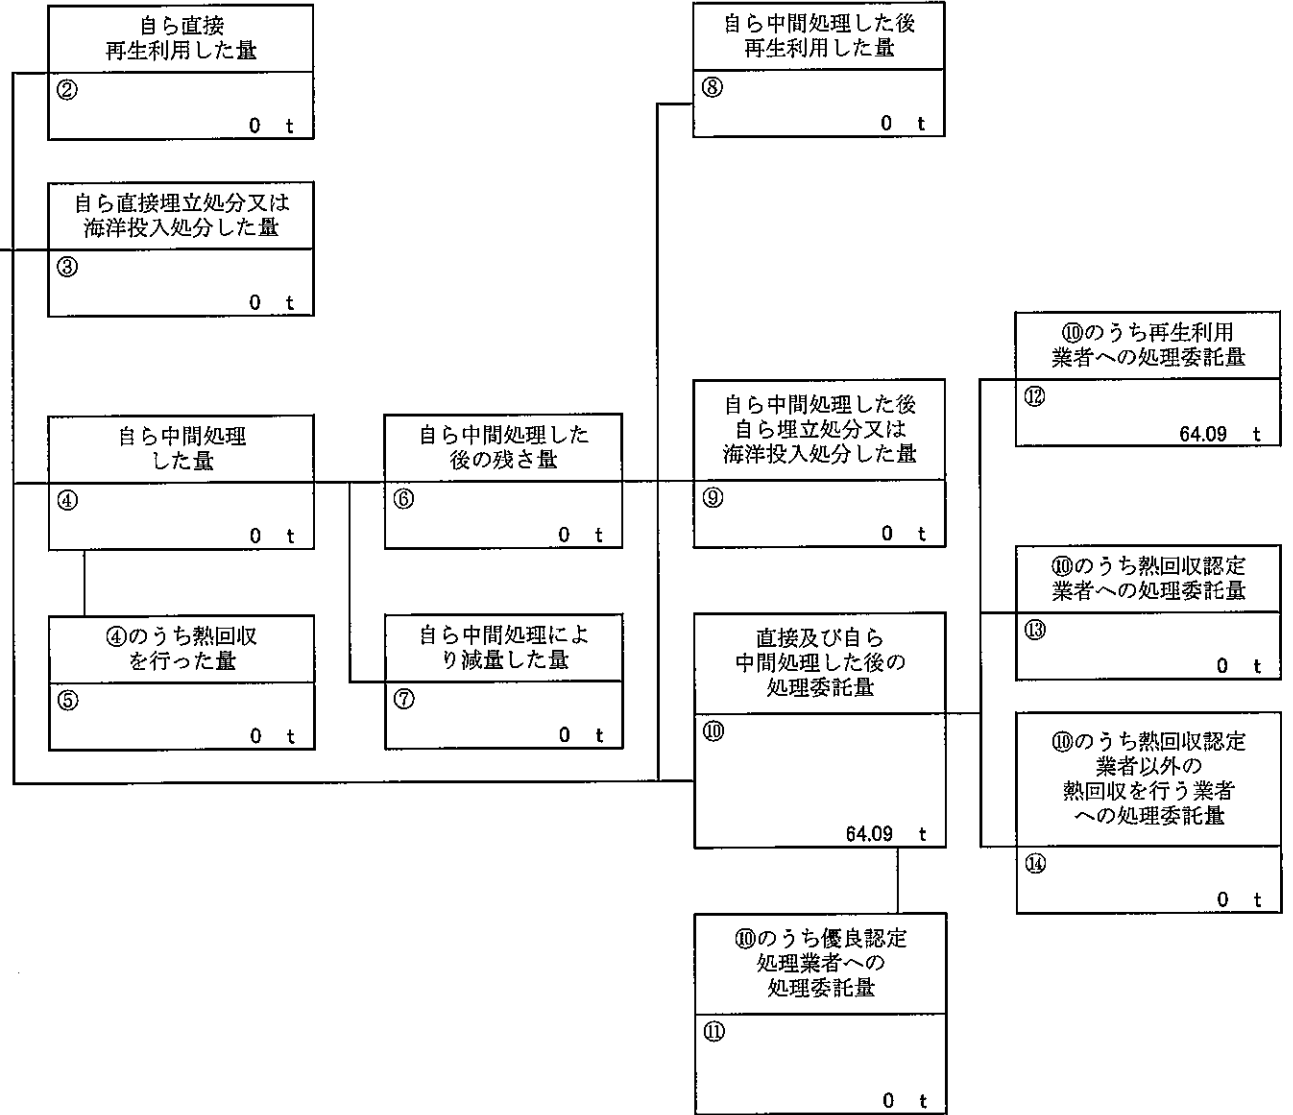 自ら直接
再生利用した量
②
0 t
自ら中間処理した後
再生利用した量
⑧
0 t
自ら直接埋立処分又は
海洋投入処分した量
③
0 t
⑩のうち再生利用
業者への処理委託量
⑫
64.09 t
自ら中間処理
した量
④
0 t
自ら中間処理した
後の残さ量
⑥
0 t
自ら中間処理した後
自ら埋立処分又は
海洋投入処分した量
⑨
0 t
⑩のうち熱回収認定
業者への処理委託量
⑬
0 t
④のうち熱回収
を行った量
⑤
0 t
自ら中間処理によ
り減量した量
⑦
0 t
直接及び自ら
中間処理した後の
処理委託量
⑩
64.09 t
⑩のうち熱回収認定
業者以外の
熱回収を行う業者
への処理委託量
⑭
0 t
⑩のうち優良認定
処理業者への
処理委託量
⑪
0 t